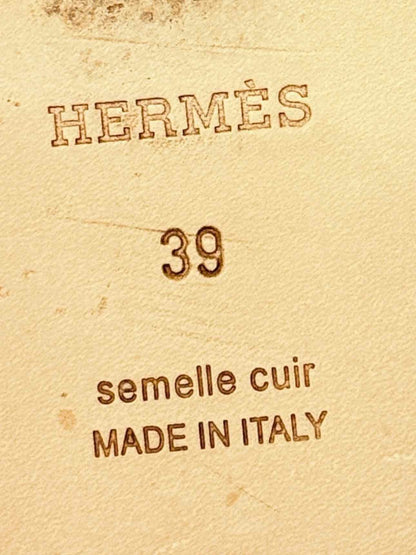 HERMÈS
39
semelle cuir
MADE IN ITALY